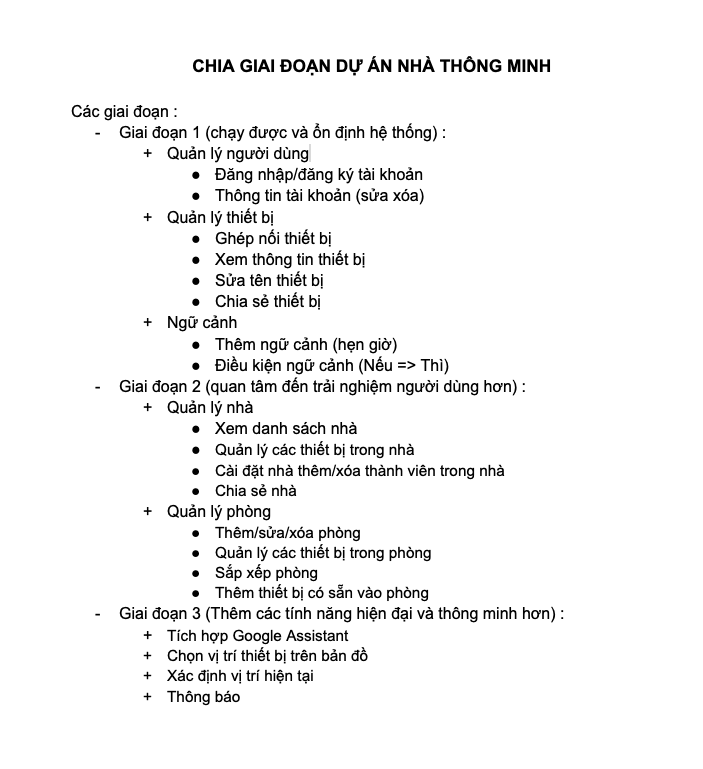 CHIA GIAI ĐOẠN DỰ ÁN NHÀ THÔNG MINH
Các giai đoạn :
- Giai đoạn 1 (chạy được và ổn định hệ thống) :
+ Quản lý người dùng
● Đăng nhập/đăng ký tài khoản
● Thông tin tài khoản (sửa xóa)
+ Quản lý thiết bị
● Ghép nối thiết bị
● Xem thông tin thiết bị
● Sửa tên thiết bị
● Chia sẻ thiết bị
+ Ngữ cảnh
● Thêm ngữ cảnh (hẹn giờ)
● Điều kiện ngữ cảnh (Nếu => Thì)
- Giai đoạn 2 (quan tâm đến trải nghiệm người dùng hơn) :
+ Quản lý nhà
● Xem danh sách nhà
● Quản lý các thiết bị trong nhà
● Cài đặt nhà thêm/xóa thành viên trong nhà
● Chia sẻ nhà
+ Quản lý phòng
● Thêm/sửa/xóa phòng
● Quản lý các thiết bị trong phòng
● Sắp xếp phòng
● Thêm thiết bị có sẵn vào phòng
- Giai đoạn 3 (Thêm các tính năng hiện đại và thông minh hơn) :
+ Tích hợp Google Assistant
+ Chọn vị trí thiết bị trên bản đồ
+ Xác định vị trí hiện tại
+ Thông báo